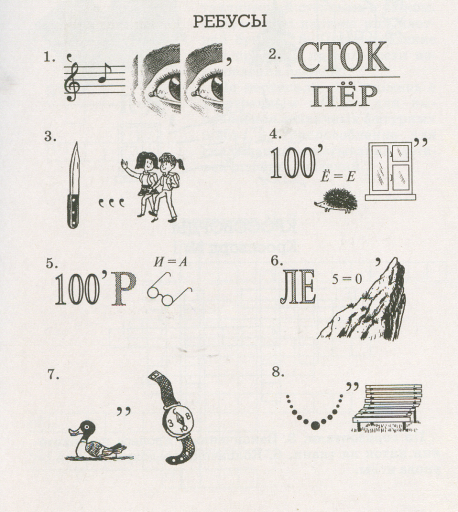 РЕБУСЫ
1. ‘ ’
2. СТОК
ПЁР
3. ‘ ‘ ‘
4. 100’ Ё = Е ’’
5. 100’ Р И = А
6. ЛЕ 5 = 0 ’
7. ’’ З В
8. ’’